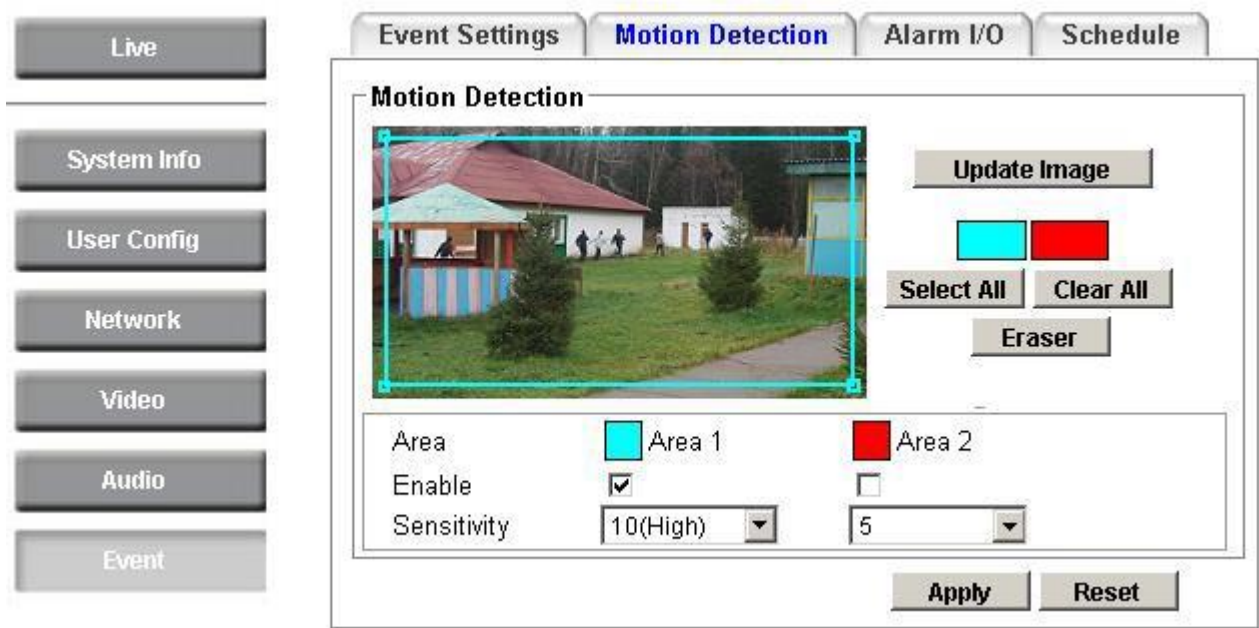 Live
System Info
User Config
Network
Video
Audio
Event
Event Settings
Motion Detection
Alarm I/O
Schedule
Motion Detection
Update Image
Select All
Clear All
Eraser
Area
Area 1
Area 2
Enable
Sensitivity
10(High)
5
Apply
Reset